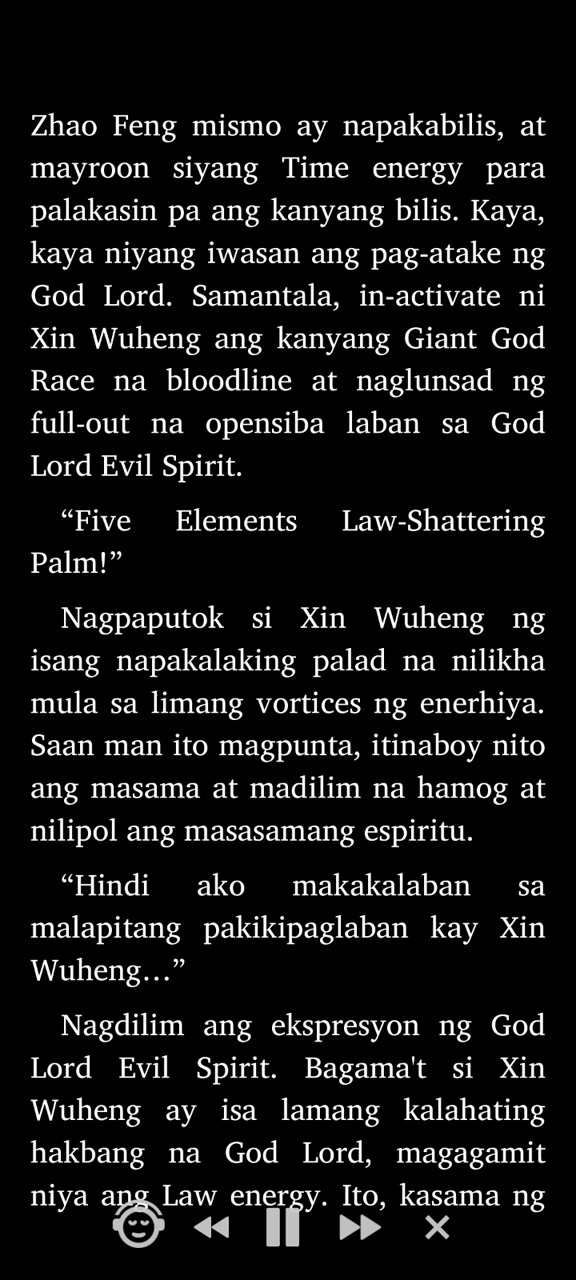 Zhao Feng mismo ay napakabilis, at
mayroon siyang Time energy para
palakasin pa ang kanyang bilis. Kaya,
kaya niyang iwasan ang pag-atake ng
God Lord. Samantala, in-activate ni
Xin Wuheng ang kanyang Giant God
Race na bloodline at naglunsad ng
full-out na opensiba laban sa God
Lord Evil Spirit.
“Five Elements Law-Shattering
Palm!”
Nagpaputok si Xin Wuheng ng
isang napakalaking palad na nilikha
mula sa limang vortices ng enerhiya.
Saan man ito magpunta, itinaboy nito
ang masama at madilim na hamog at
nilipol ang masasamang espiritu.
“Hindi ako makakalaban sa
malapitang pakikipaglaban kay Xin
Wuheng…”
Nagdilim ang ekspresyon ng God
Lord Evil Spirit. Bagama't si Xin
Wuheng ay isa lamang kalahating
hakbang na God Lord, magagamit
niya ang Law energy. Ito, kasama ng